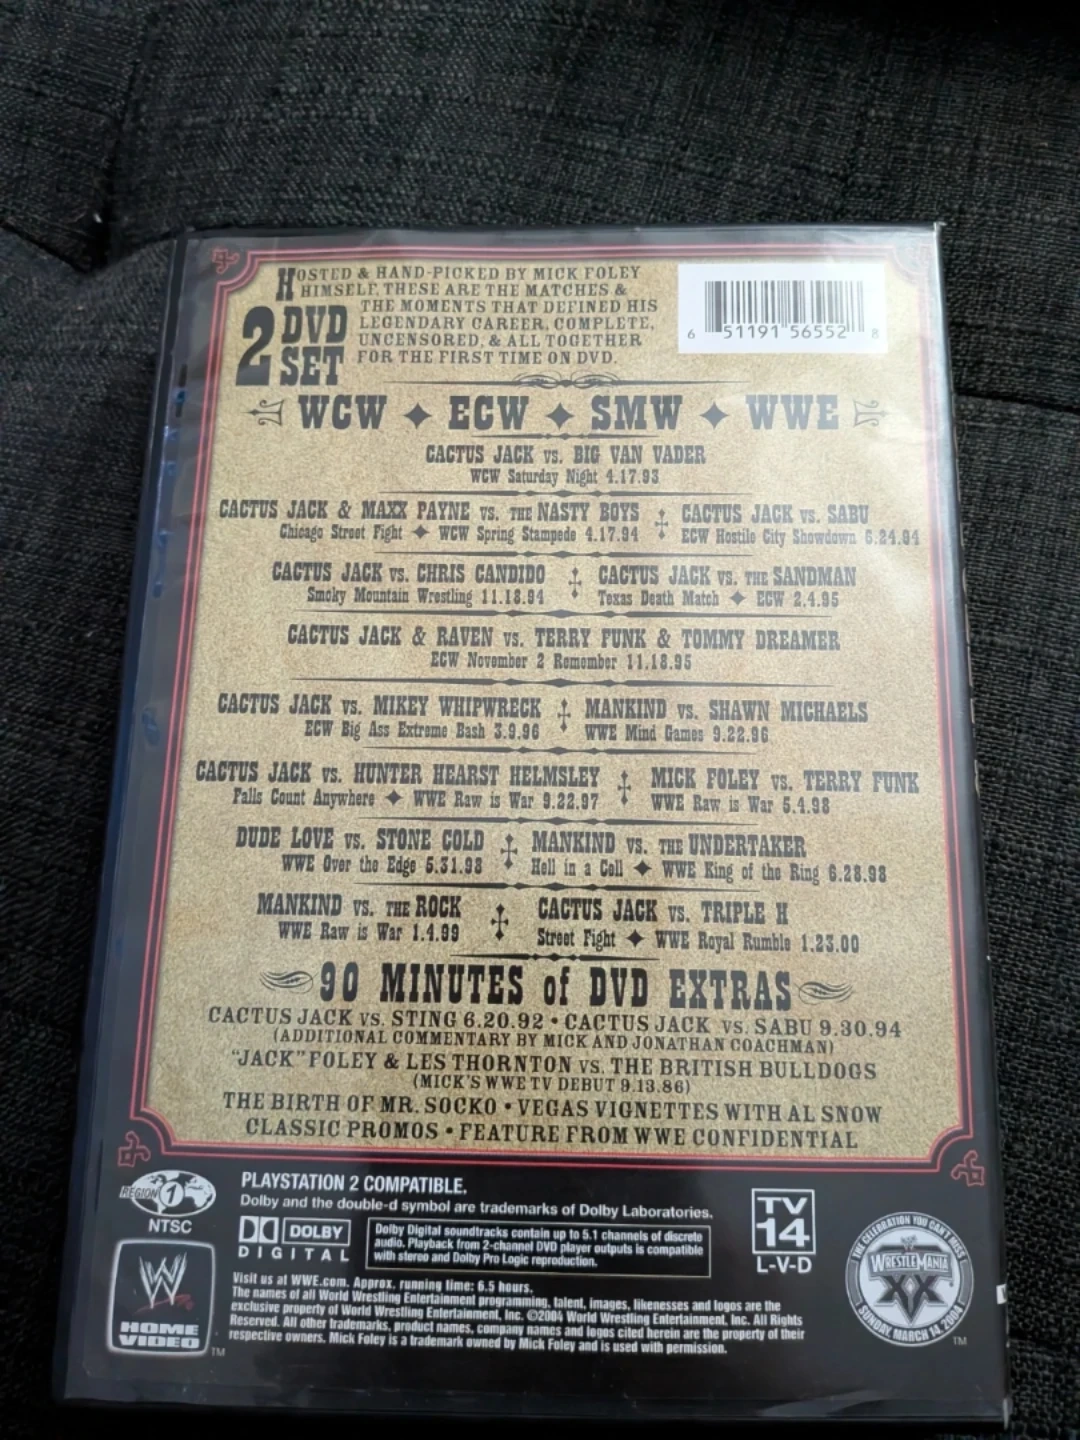 HOSTED & HAND-PICKED BY MICK FOLEY
HIMSELF, THESE ARE THE MATCHES &
THE MOMENTS THAT DEFINED HIS
LEGENDARY CAREER, COMPLETE,
UNCENSORED, & ALL TOGETHER
FOR THE FIRST TIME ON DVD.
2 DVD
SET
6 51191 56552 8
WCW ECW SMW WWE
CACTUS JACK VS. BIG VAN VADER
WCW Saturday Night 4.17.93
CACTUS JACK & MAXX PAYNE VS. THE NASTY BOYS
Chicago Street Fight WCW Spring Stampede 4.17.94
CACTUS JACK VS. SABU
ECW Hostile City Showdown 6.24.94
CACTUS JACK VS. CHRIS CANDIDO
Smoky Mountain Wrestling 11.18.94
CACTUS JACK VS. THE SANDMAN
Texas Death Match ECW 2.4.95
CACTUS JACK & RAVEN VS. TERRY FUNK & TOMMY DREAMER
ECW November 2 Remember 11.18.95
CACTUS JACK VS. MIKEY WHIPWRECK
ECW Big Ass Extreme Bash 3.9.96
MANKIND VS. SHAWN MICHAELS
WWE Mind Games 9.22.96
CACTUS JACK VS. HUNTER HEARST HELMSLEY
Falls Count Anywhere WWE Raw is War 9.22.97
MICK FOLEY VS. TERRY FUNK
WWE Raw is War 5.4.98
DUDE LOVE VS. STONE COLD
WWE Over the Edge 5.31.98
MANKIND VS. THE UNDERTAKER
Hell in a Cell WWE King of the Ring 6.28.98
MANKIND VS. THE ROCK
WWE Raw is War 1.4.99
CACTUS JACK VS. TRIPLE H
Street Fight WWE Royal Rumble 1.23.00
90 MINUTES of DVD EXTRAS
CACTUS JACK VS. STING 6.20.92 • CACTUS JACK VS. SABU 9.30.94
(ADDITIONAL COMMENTARY BY MICK AND JONATHAN COACHMAN)
"JACK" FOLEY & LES THORNTON VS. THE BRITISH BULLDOGS
(MICK'S WWE TV DEBUT 9.13.86)
THE BIRTH OF MR. SOCKO • VEGAS VIGNETTES WITH AL SNOW
CLASSIC PROMOS • FEATURE FROM WWE CONFIDENTIAL
REGION 1
NTSC
PLAYSTATION 2 COMPATIBLE.
Dolby and the double-d symbol are trademarks of Dolby Laboratories.
DOLBY
DIGITAL
Dolby Digital soundtracks contain up to 5.1 channels of discrete
audio. Playback from 2-channel DVD player outputs is compatible
with stereo and Dolby Pro Logic reproduction.
TV
14
L-V-D
THE CELEBRATION YOU CAN'T MISS
WRESTLEMANIA
XX
SUNDAY, MARCH 14, 2004
TM
W
HOME
VIDEO
TM
Visit us at WWE.com. Approx. running time: 6.5 hours.
The names of all World Wrestling Entertainment programming, talent, images, likenesses and logos are the
exclusive property of World Wrestling Entertainment, Inc. ©2004 World Wrestling Entertainment, Inc. All Rights
Reserved. All other trademarks, product names, company names and logos cited herein are the property of their
respective owners. Mick Foley is a trademark owned by Mick Foley and is used with permission.